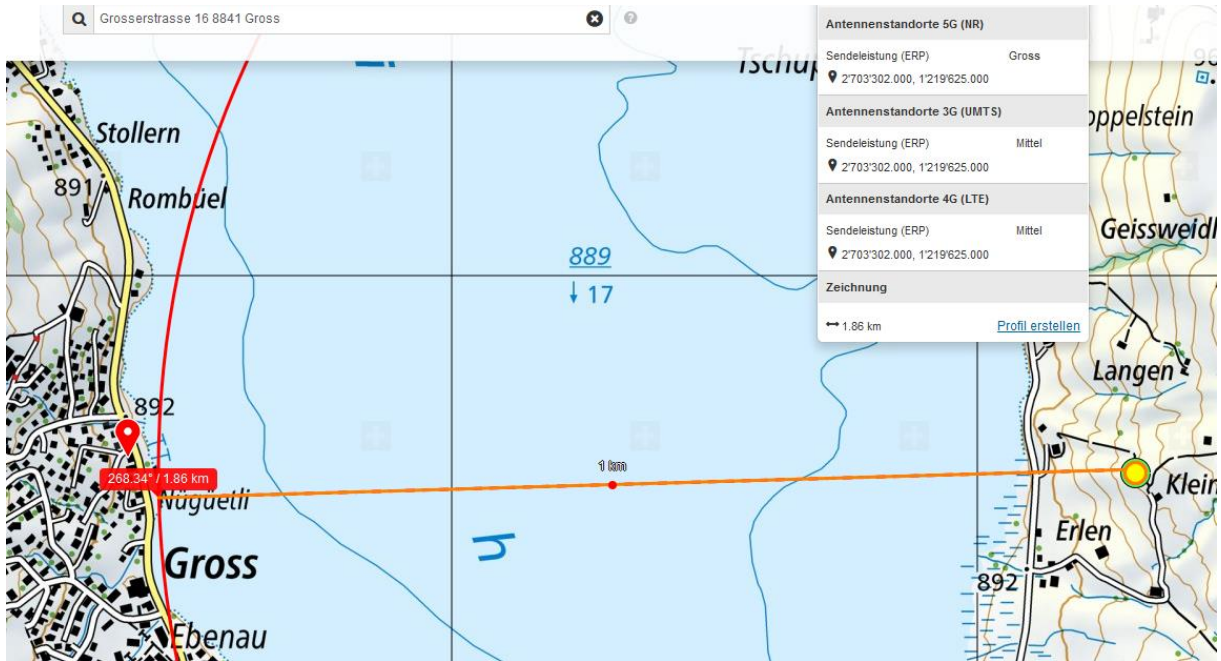 Grosserstrasse 16 8841 Gross
Antennenstandorte 5G (NR)
Sendeleistung (ERP) Gross
2'703'302.000, 1'219'625.000
Antennenstandorte 3G (UMTS)
Sendeleistung (ERP) Mittel
2'703'302.000, 1'219'625.000
Antennenstandorte 4G (LTE)
Sendeleistung (ERP) Mittel
2'703'302.000, 1'219'625.000
Zeichnung
1.86 km Profil erstellen
Stollern
891
Rombüel
889
17
Geissweidl
Langen
892
268.34° / 1.86 km
1 km
Nüguetli
Klein
Erlen
h
Gross
892
Ebenau